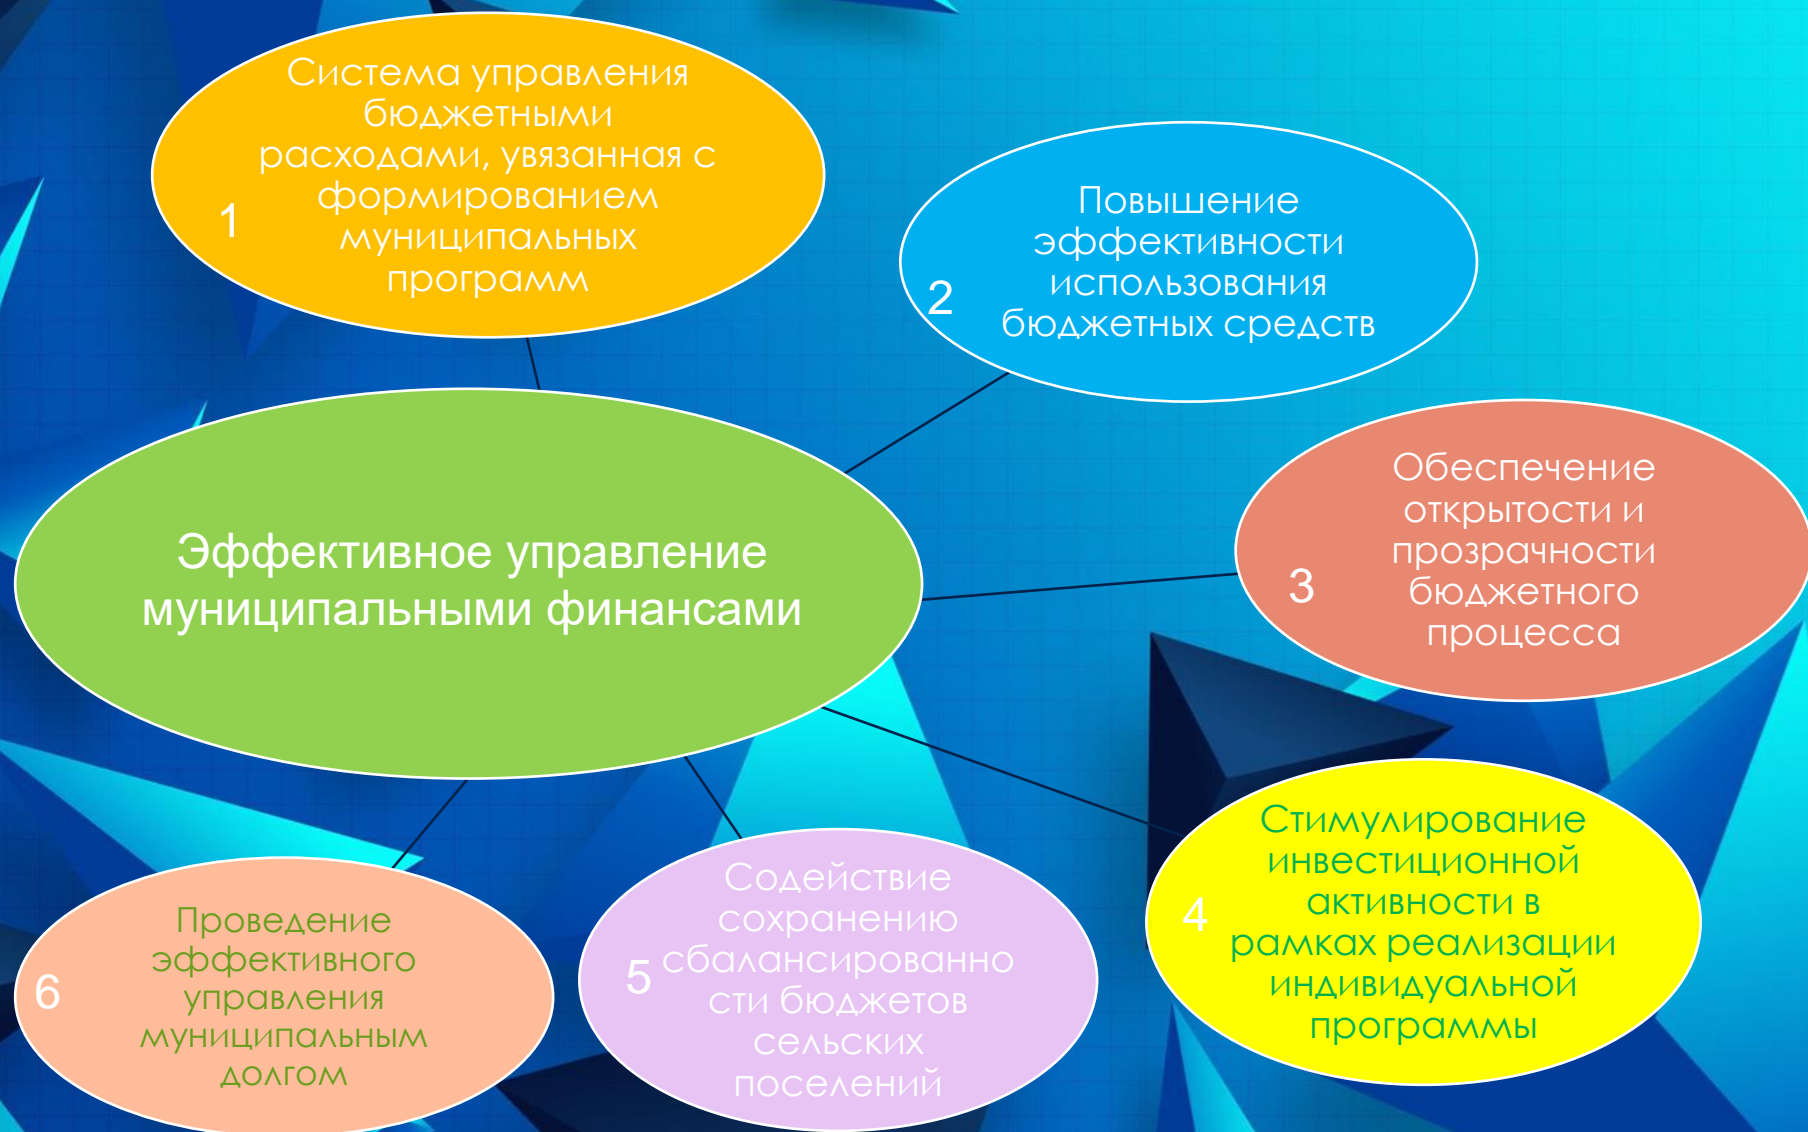 Система управления
бюджетными
расходами, увязанная с
формированием
муниципальных
программ
1
Повышение
эффективности
использования
бюджетных средств
2
Обеспечение
открытости и
прозрачности
бюджетного
процесса
3
Эффективное управление
муниципальными финансами
Стимулирование
инвестиционной
активности в
рамках реализации
индивидуальной
программы
4
Содействие
сохранению
сбалансированно
сти бюджетов
сельских
поселений
5
Проведение
эффективного
управления
муниципальным
долгом
6